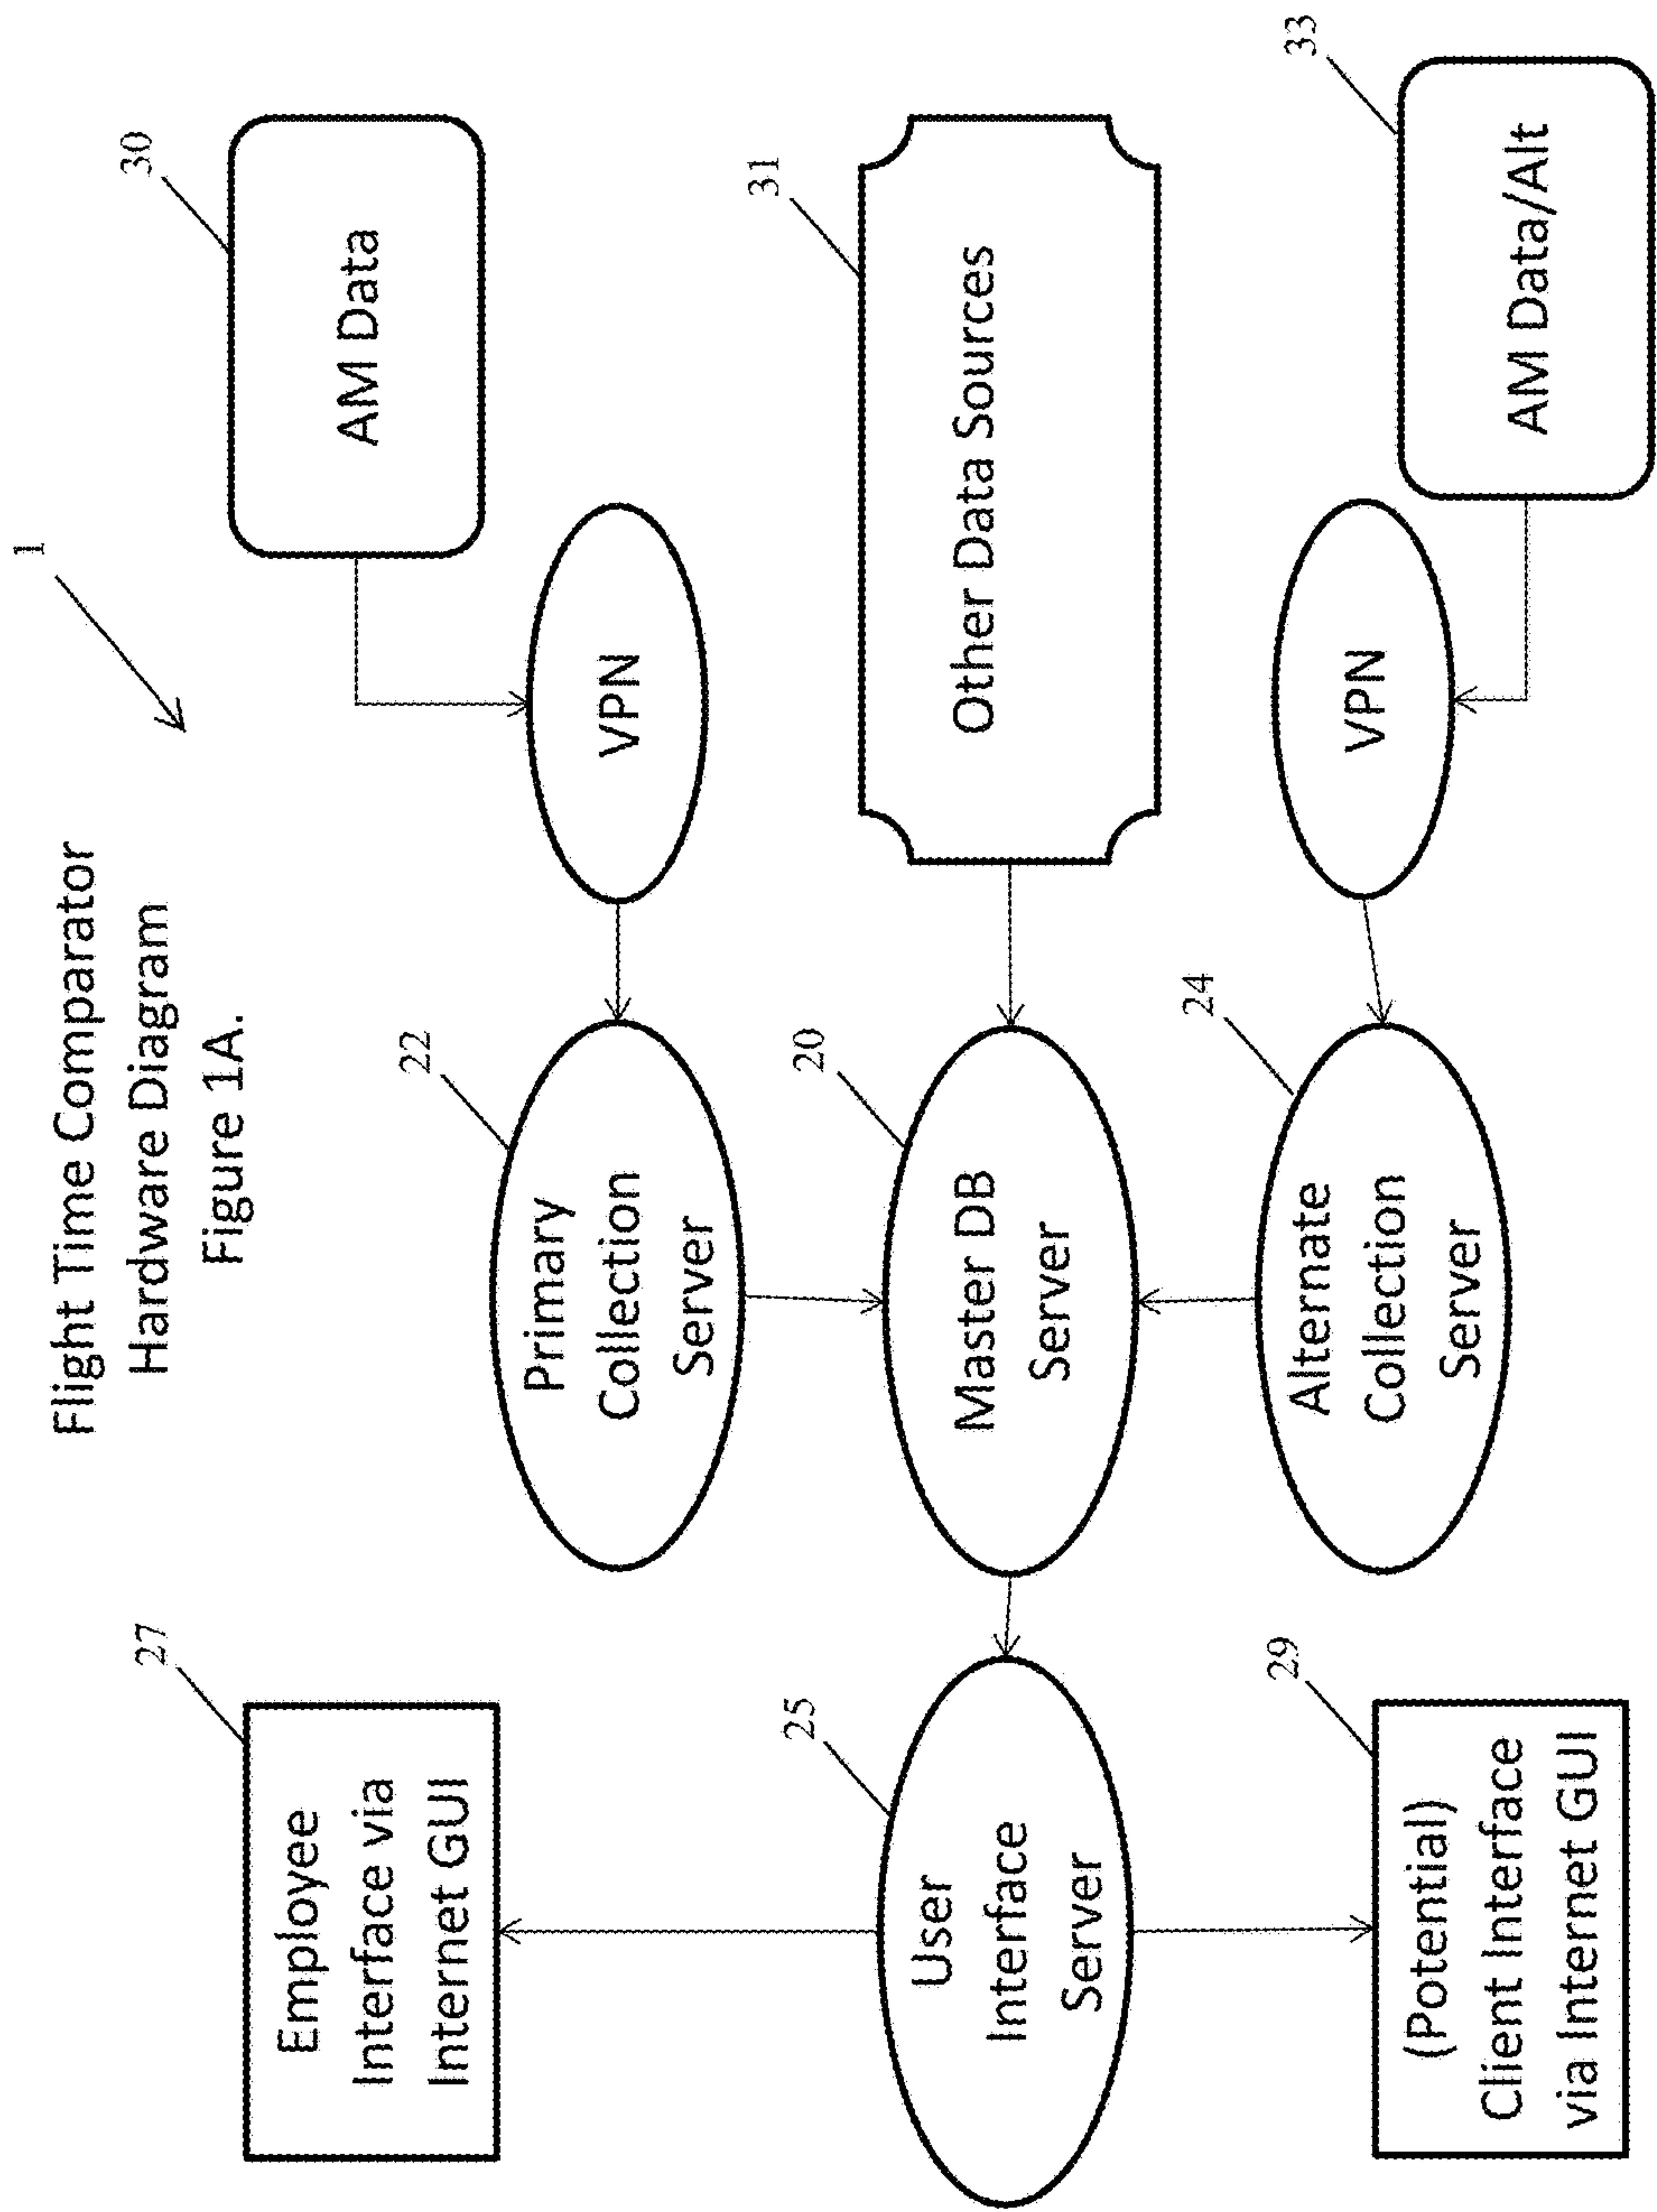 Flight Time Comparator
Hardware Diagram
Figure 1A.
1
27
Employee
Interface via
Internet GUI
30
AM Data
22
Primary
Collection
Server
VPN
25
User
Interface
Server
20
Master DB
Server
31
Other Data Sources
29
(Potential)
Client Interface
via Internet GUI
24
Alternate
Collection
Server
VPN
33
AM Data/Alt